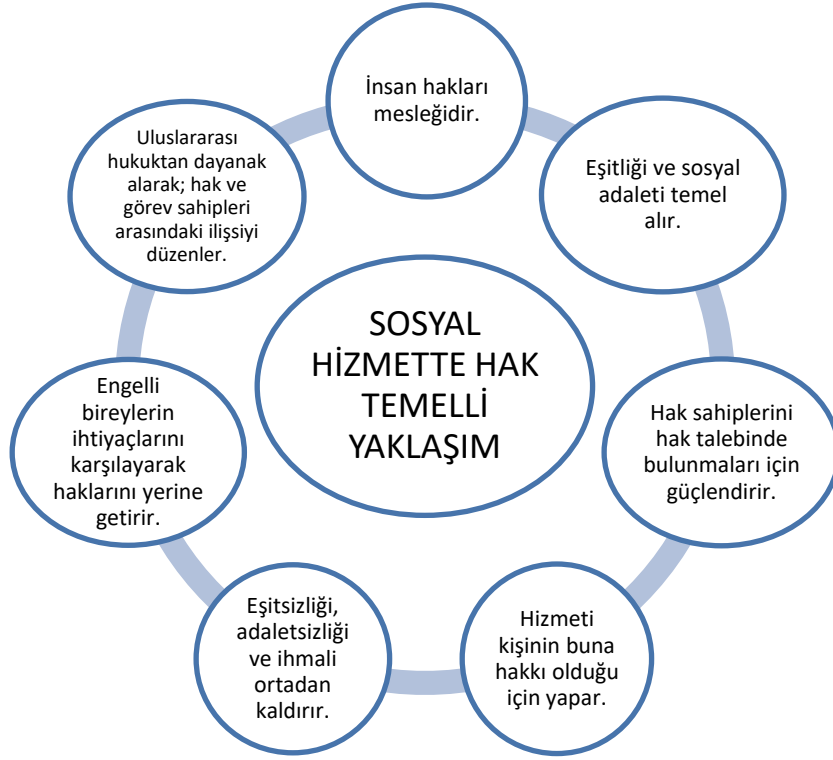 SOSYAL
HİZMETTE HAK
TEMELLİ
YAKLAŞIM
İnsan hakları
mesleğidir.
Eşitliği ve sosyal
adaleti temel
alır.
Hak sahiplerini
hak talebinde
bulunmaları için
güçlendirir.
Hizmeti
kişinin buna
hakkı olduğu
için yapar.
Eşitsizliği,
adaletsizliği
ve ihmali
ortadan
kaldırır.
Engelli
bireylerin
ihtiyaçlarını
karşılayarak
haklarını yerine
getirir.
Uluslararası
hukuktan dayanak
alarak; hak ve
görev sahipleri
arasındaki ilişsiyi
düzenler.